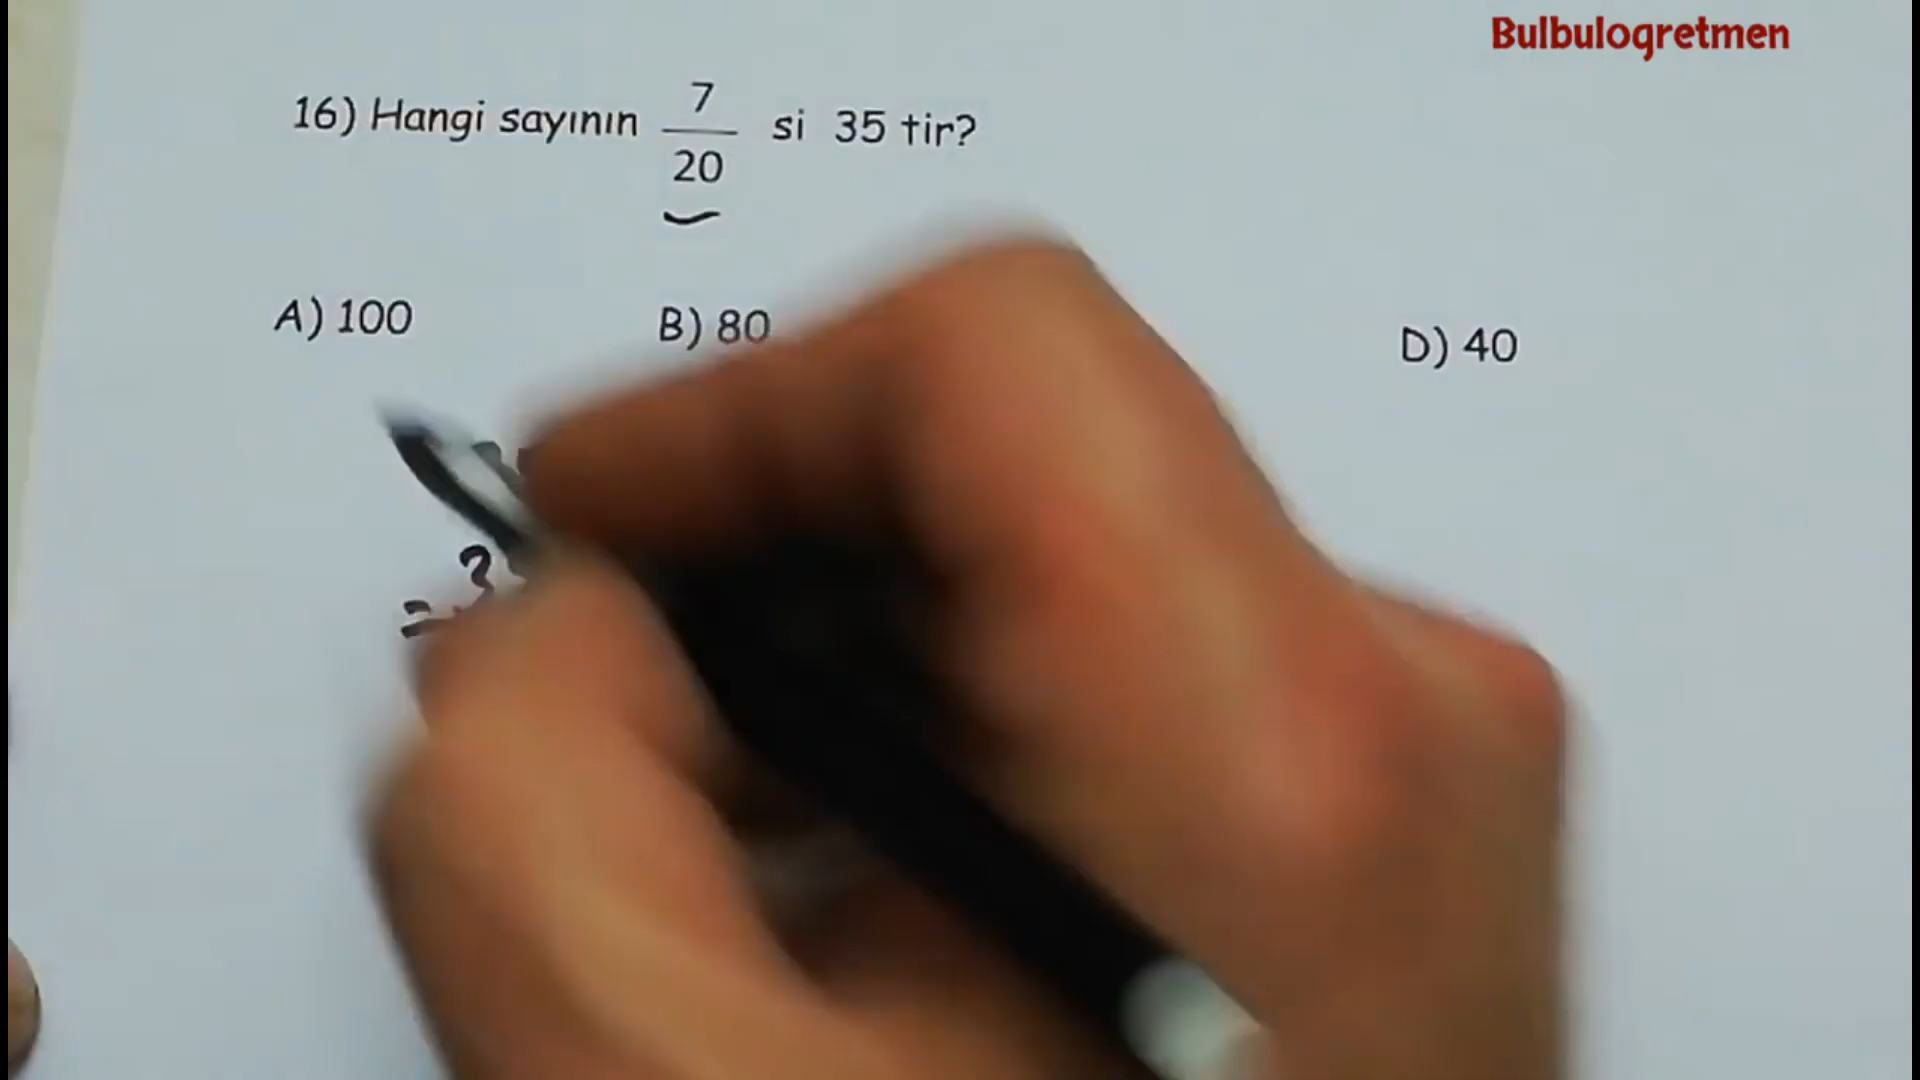 Bulbulogretmen
16) Hangi sayının 7/20 si 35 tir?
A) 100 B) 80 D) 40
=